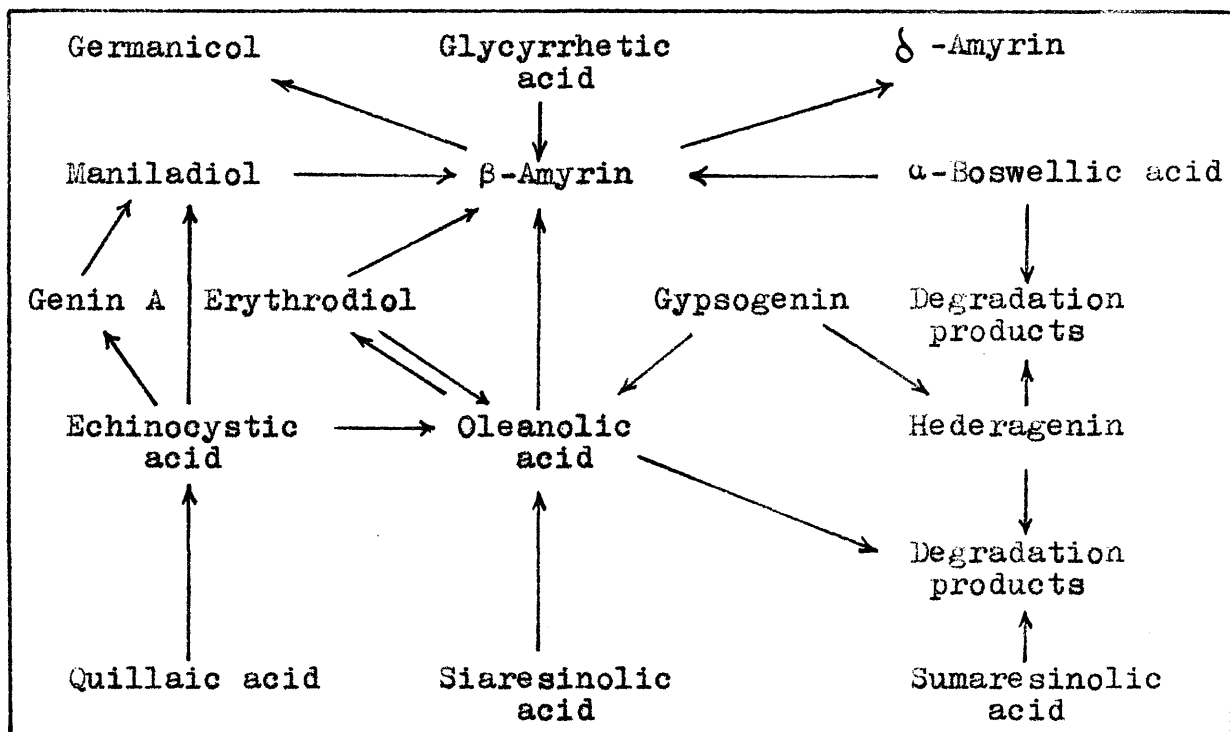 Germanicol
Glycyrrhetic
acid
δ-Amyrin
Maniladiol
β-Amyrin
α-Boswellic acid
Genin A
Erythrodiol
Gypsogenin
Degradation
products
Echinocystic
acid
Oleanolic
acid
Hederagenin
Degradation
products
Quillaic acid
Siaresinolic
acid
Sumaresinolic
acid